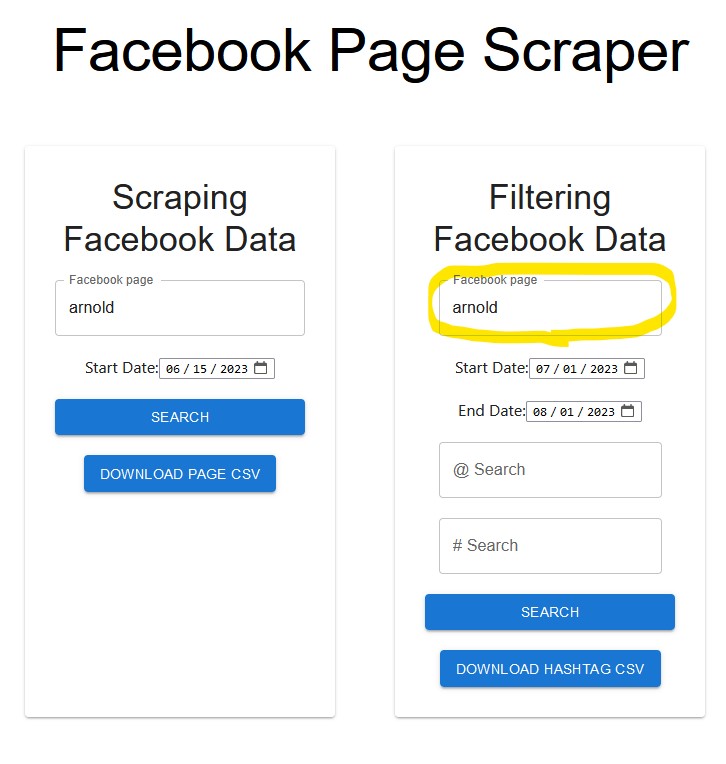 Facebook Page Scraper
Scraping
Facebook Data
Facebook page
arnold
Start Date: 06/15/2023
SEARCH
DOWNLOAD PAGE CSV
Filtering
Facebook Data
Facebook page
arnold
Start Date: 07/01/2023
End Date: 08/01/2023
@ Search
# Search
SEARCH
DOWNLOAD HASHTAG CSV